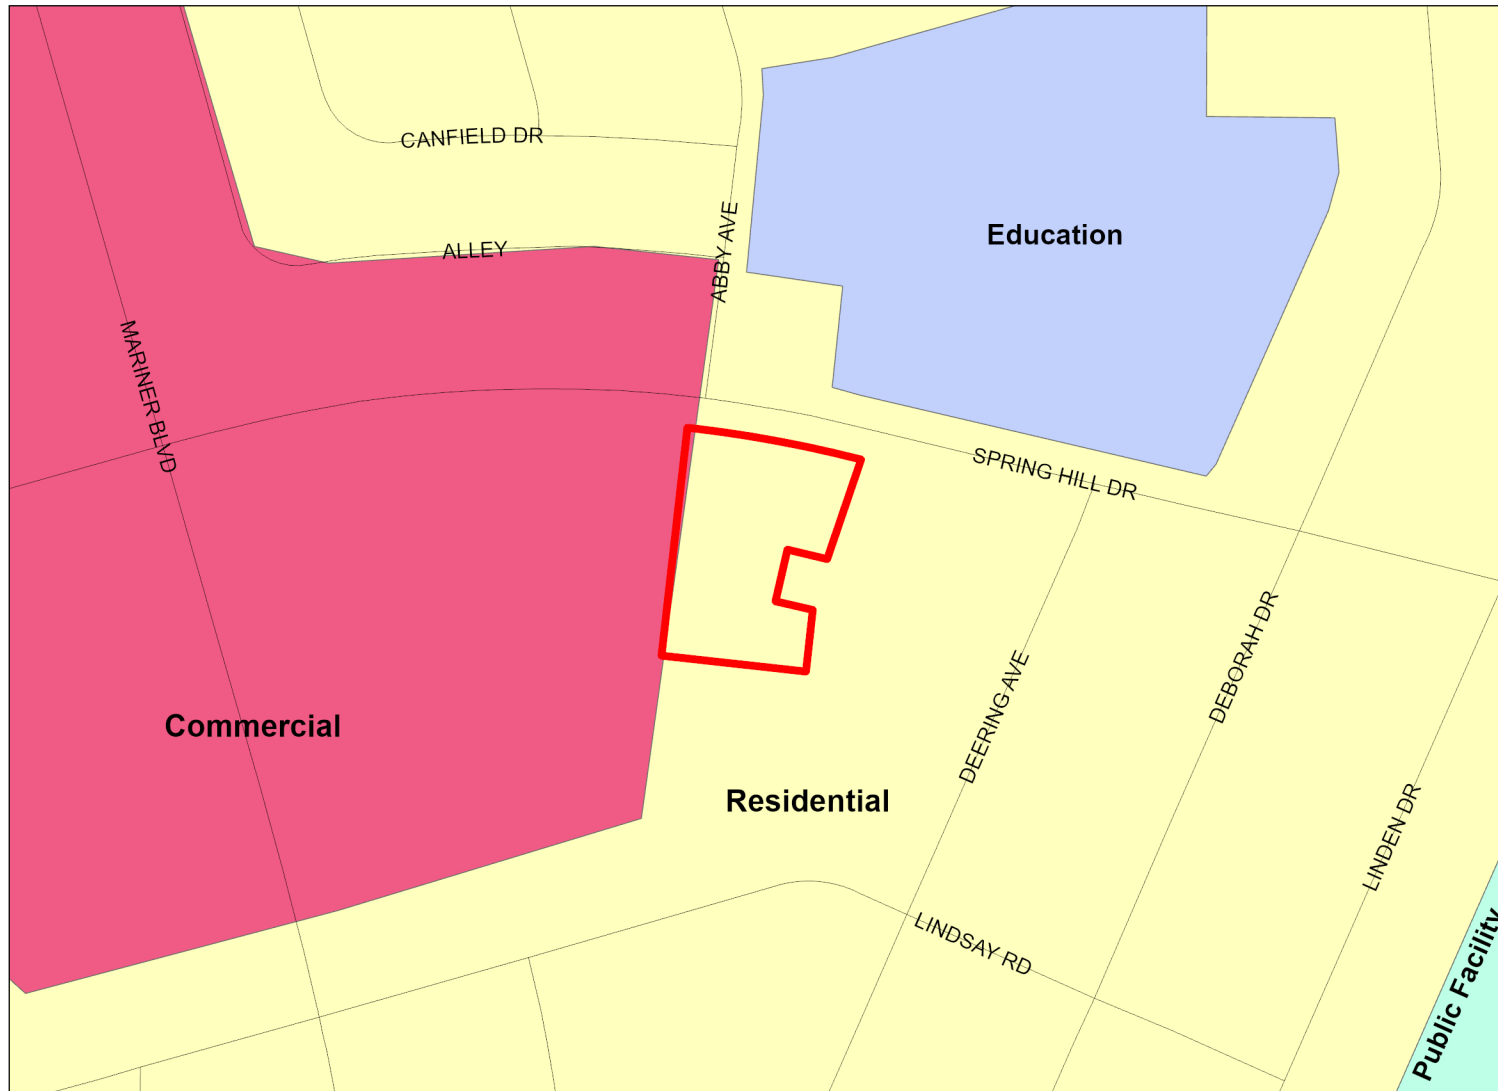 CANFIELD DR
ALLEY
ABBY AVE
Education
MARINER BLVD
SPRING HILL DR
Commercial
Residential
DEERING AVE
DEBORAH DR
LINDEN DR
LINDSAY RD
Public Facility